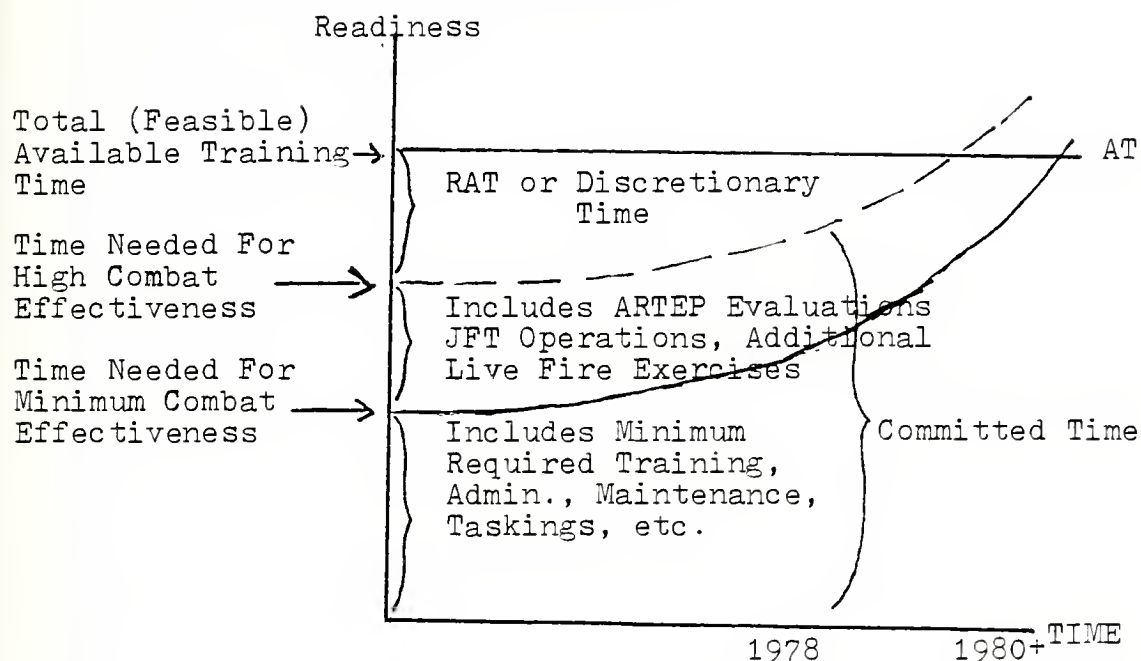 Readiness
Total (Feasible)
Available Training
Time
AT
RAT or Discretionary
Time
Time Needed For
High Combat
Effectiveness
Includes ARTEP Evaluations
JFT Operations, Additional
Live Fire Exercises
Time Needed For
Minimum Combat
Effectiveness
Includes Minimum
Required Training,
Admin., Maintenance,
Taskings, etc.
Committed Time
TIME
1978
1980+